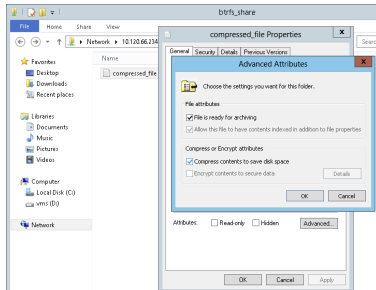 btrfs_share
File Home Share View
Network ▸ 10.120.66.234
Name
Favorites
Desktop
Downloads
Recent places
compressed_file
Libraries
Documents
Music
Pictures
Videos
Computer
Local Disk (C:)
vms (D:)
Network
compressed_file Properties x
General Security Details Previous Versions
Advanced Attributes x
Choose the settings you want for this folder.
File attributes
File is ready for archiving
Allow this file to have contents indexed in addition to file properties
Compress or Encrypt attributes
Compress contents to save disk space
Encrypt contents to secure data Details
OK Cancel
Attributes: Read-only Hidden Advanced...
OK Cancel Apply